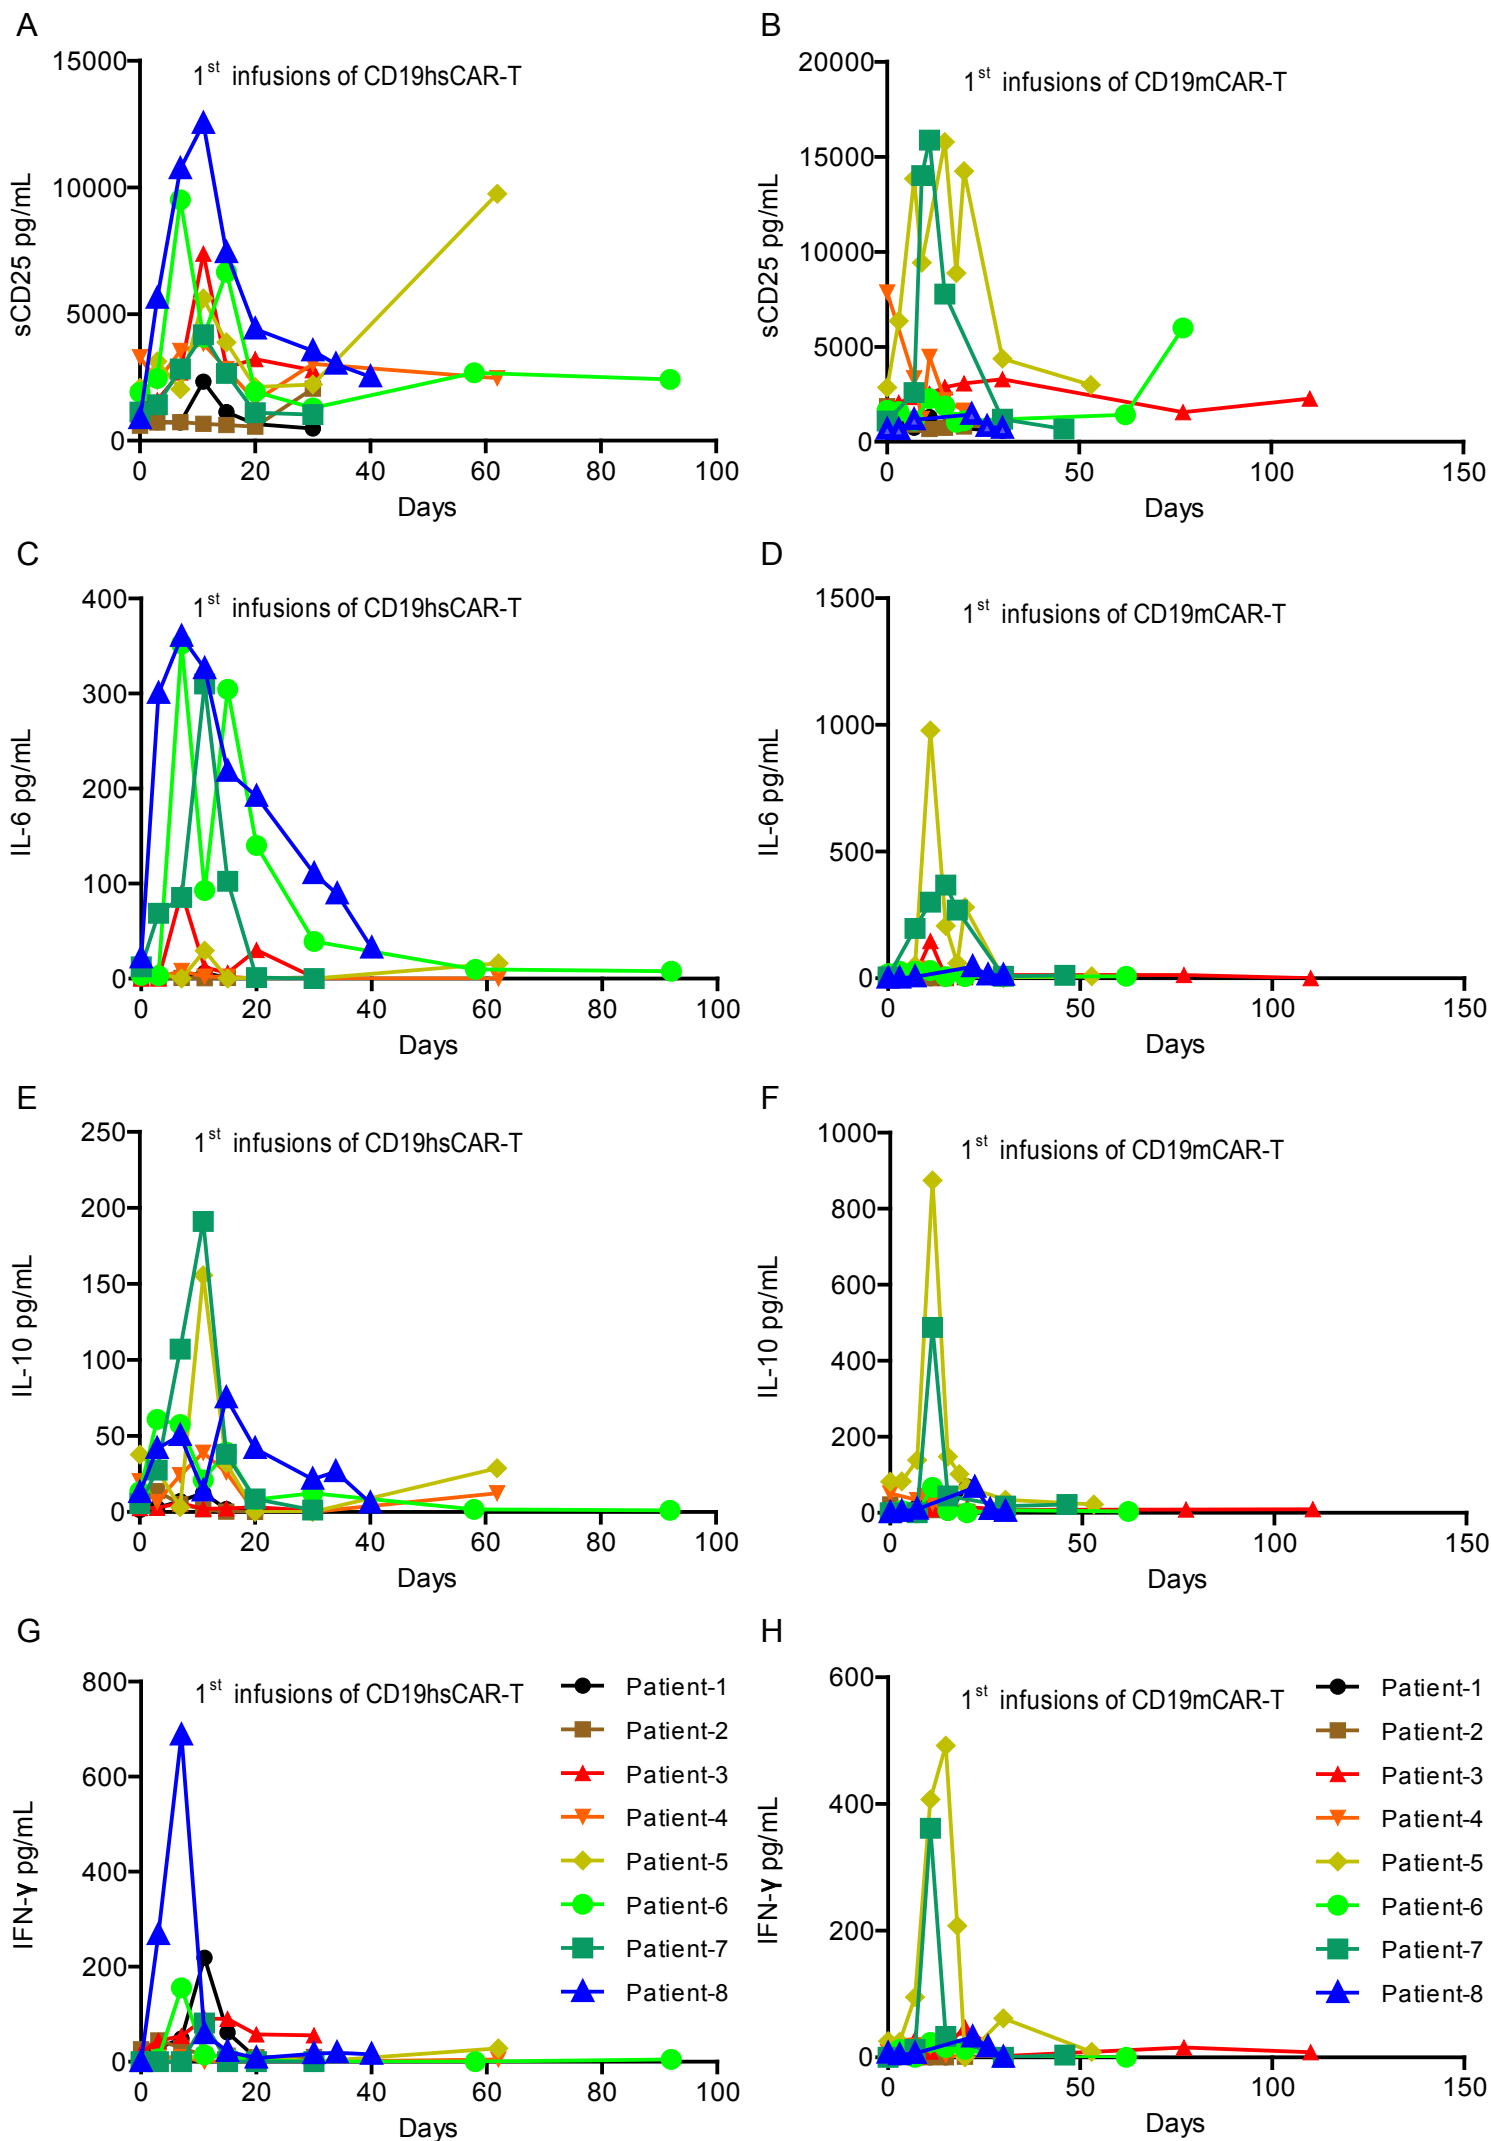 A
1st infusions of CD19hsCAR-T
sCD25 pg/mL
15000
10000
5000
0
0 20 40 60 80 100
Days
B
1st infusions of CD19mCAR-T
sCD25 pg/mL
20000
15000
10000
5000
0
0 50 100 150
Days
C
1st infusions of CD19hsCAR-T
IL-6 pg/mL
400
300
200
100
0
0 20 40 60 80 100
Days
D
1st infusions of CD19mCAR-T
IL-6 pg/mL
1500
1000
500
0
0 50 100 150
Days
E
1st infusions of CD19hsCAR-T
IL-10 pg/mL
250
200
150
100
50
0
0 20 40 60 80 100
Days
F
1st infusions of CD19mCAR-T
IL-10 pg/mL
1000
800
600
400
200
0
0 50 100 150
Days
G
1st infusions of CD19hsCAR-T
IFN-γ pg/mL
800
600
400
200
0
0 20 40 60 80 100
Days
Patient-1
Patient-2
Patient-3
Patient-4
Patient-5
Patient-6
Patient-7
Patient-8
H
1st infusions of CD19mCAR-T
IFN-γ pg/mL
600
400
200
0
0 50 100 150
Days
Patient-1
Patient-2
Patient-3
Patient-4
Patient-5
Patient-6
Patient-7
Patient-8